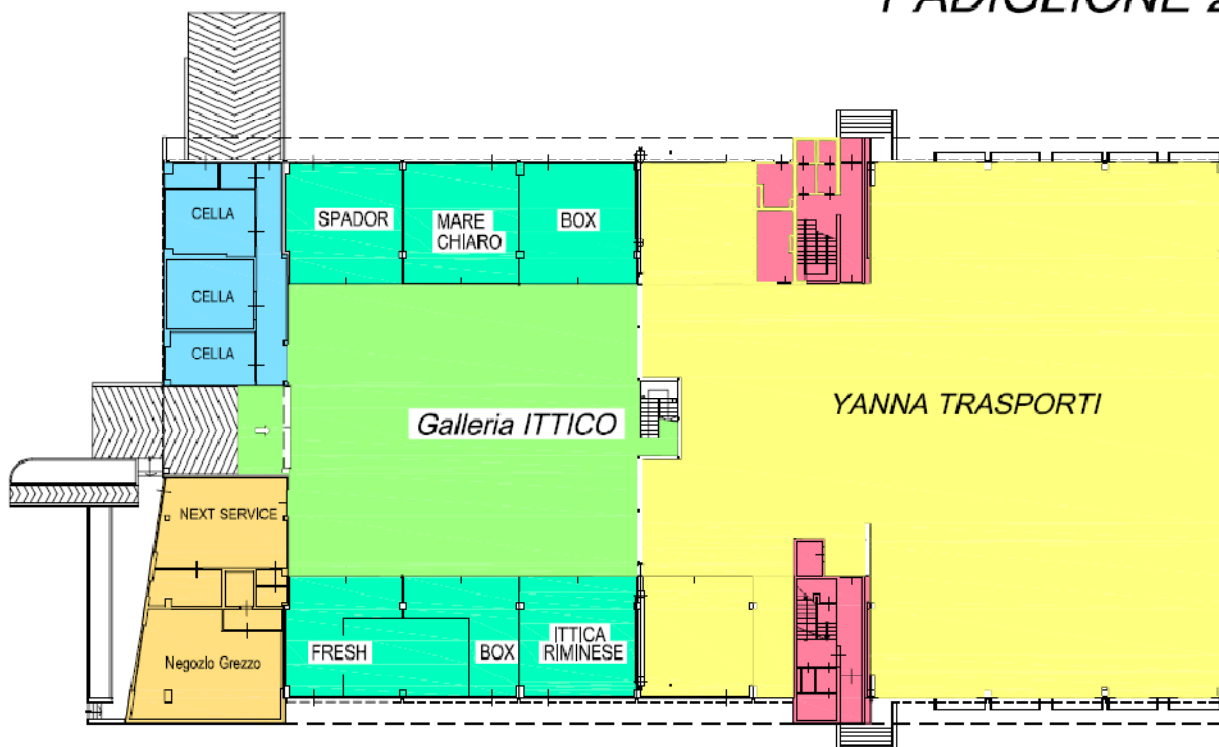 PADIGLIONE 2
CELLA
SPADOR
MARE
CHIARO
BOX
CELLA
CELLA
Galleria ITTICO
YANNA TRASPORTI
NEXT SERVICE
FRESH
BOX
ITTICA
RIMINESE
Negozio Grezzo